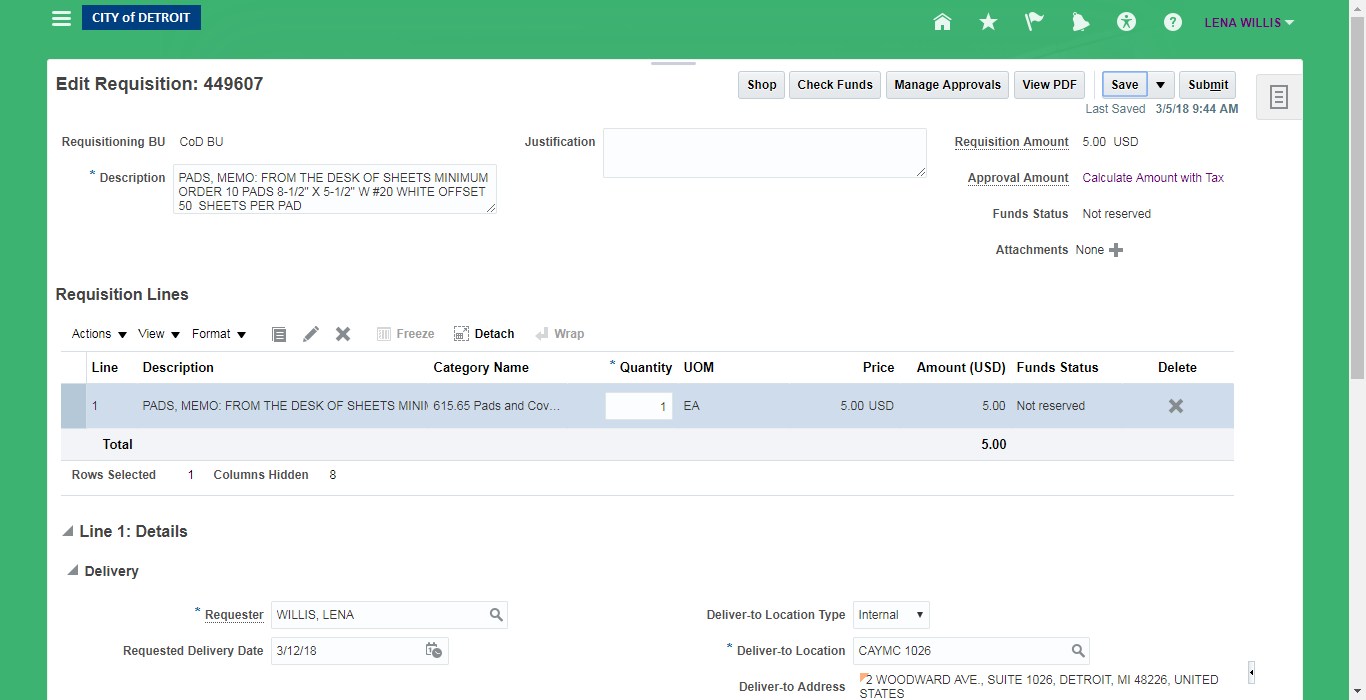 CITY of DETROIT
LENA WILLIS
Edit Requisition: 449607
Shop
Check Funds
Manage Approvals
View PDF
Save
Submit
Last Saved 3/5/18 9:44 AM
Requisitioning BU CoD BU
* Description PADS, MEMO: FROM THE DESK OF SHEETS MINIMUM
ORDER 10 PADS 8-1/2" X 5-1/2" W #20 WHITE OFFSET
50 SHEETS PER PAD
Justification
Requisition Amount 5.00 USD
Approval Amount Calculate Amount with Tax
Funds Status Not reserved
Attachments None
Requisition Lines
Actions View Format Freeze Detach Wrap
Line Description Category Name * Quantity UOM Price Amount (USD) Funds Status Delete
1 PADS, MEMO: FROM THE DESK OF SHEETS MINI 615.65 Pads and Cov... 1 EA 5.00 USD 5.00 Not reserved
Total 5.00
Rows Selected 1 Columns Hidden 8
Line 1: Details
Delivery
* Requester WILLIS, LENA
Requested Delivery Date 3/12/18
Deliver-to Location Type Internal
* Deliver-to Location CAYMC 1026
Deliver-to Address 2 WOODWARD AVE., SUITE 1026, DETROIT, MI 48226, UNITED
STATES